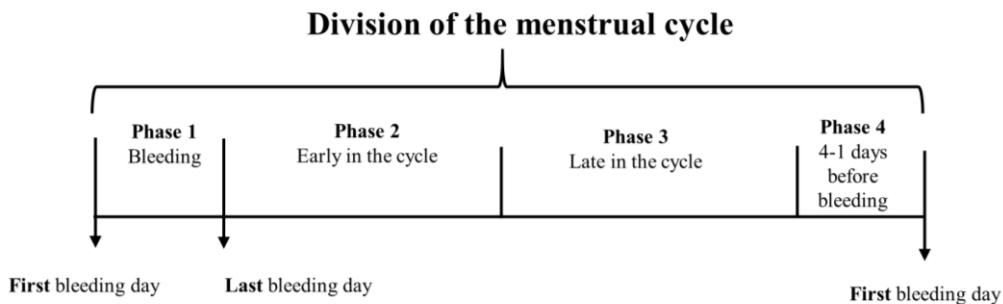 Division of the menstrual cycle
Phase 1
Bleeding
Phase 2
Early in the cycle
Phase 3
Late in the cycle
Phase 4
4-1 days
before
bleeding
First bleeding day
Last bleeding day
First bleeding day